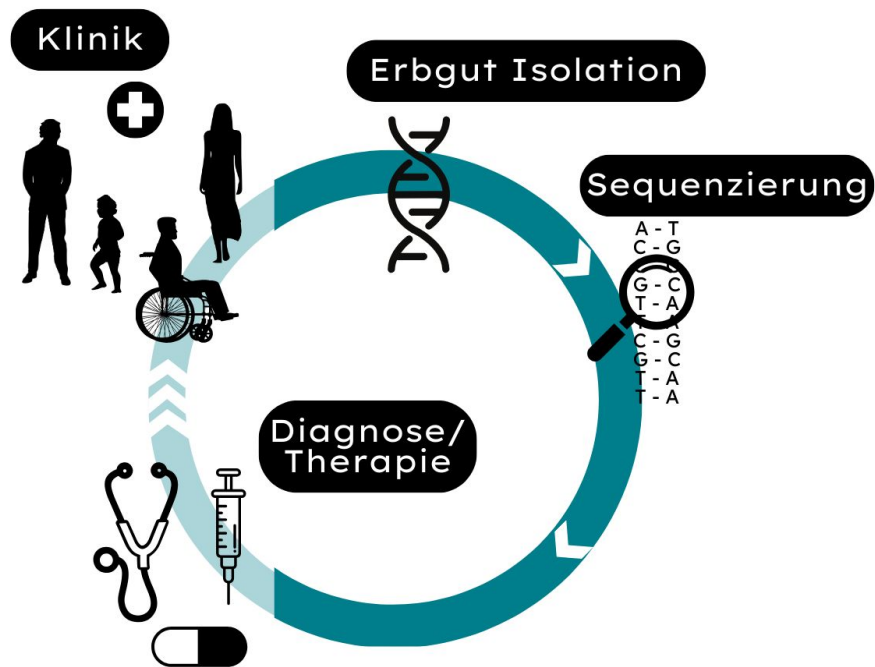 Klinik
Erbgut Isolation
Sequenzierung
A - T
C - G
G - C
T - A
C - G
G - C
T - A
T - A
Diagnose/
Therapie